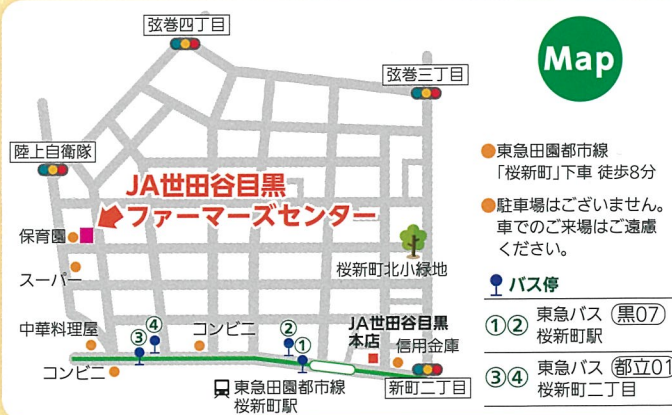 弦巻四丁目
弦巻三丁目
Map
陸上自衛隊
JA世田谷目黒
ファーマーズセンター
保育園
スーパー
桜新町北小緑地
中華料理屋
③
④
コンビニ
②
①
JA世田谷目黒
本店
信用金庫
コンビニ
東急田園都市線
桜新町駅
新町二丁目
●東急田園都市線
「桜新町」下車 徒歩8分
●駐車場はございません。
車でのご来場はご遠慮
ください。
バス停
①② 東急バス 黒07
桜新町駅
③④ 東急バス 都立01
桜新町二丁目